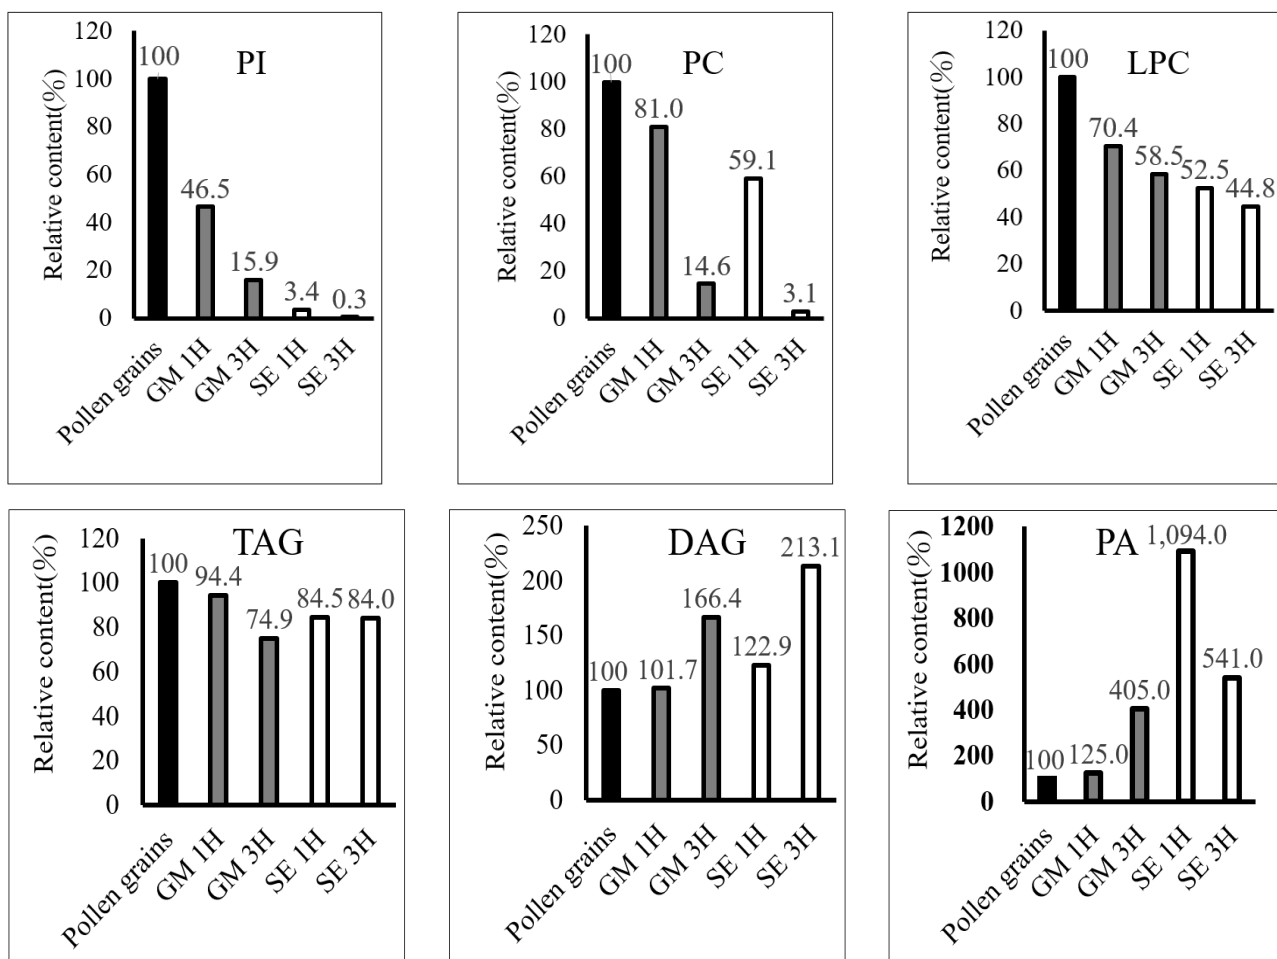 PI
Relative content(%)
120
100
80
60
40
20
0
100
46.5
15.9
3.4
0.3
Pollen grains
GM 1H
GM 3H
SE 1H
SE 3H
PC
Relative content(%)
120
100
80
60
40
20
0
100
81.0
14.6
59.1
3.1
Pollen grains
GM 1H
GM 3H
SE 1H
SE 3H
LPC
Relative content(%)
120
100
80
60
40
20
0
100
70.4
58.5
52.5
44.8
Pollen grains
GM 1H
GM 3H
SE 1H
SE 3H
TAG
Relative content(%)
120
100
80
60
40
20
0
100
94.4
74.9
84.5
84.0
Pollen grains
GM 1H
GM 3H
SE 1H
SE 3H
DAG
Relative content(%)
250
200
150
100
50
0
100
101.7
166.4
122.9
213.1
Pollen grains
GM 1H
GM 3H
SE 1H
SE 3H
PA
Relative content(%)
1200
1000
800
600
400
200
0
100
125.0
405.0
1,094.0
541.0
Pollen grains
GM 1H
GM 3H
SE 1H
SE 3H